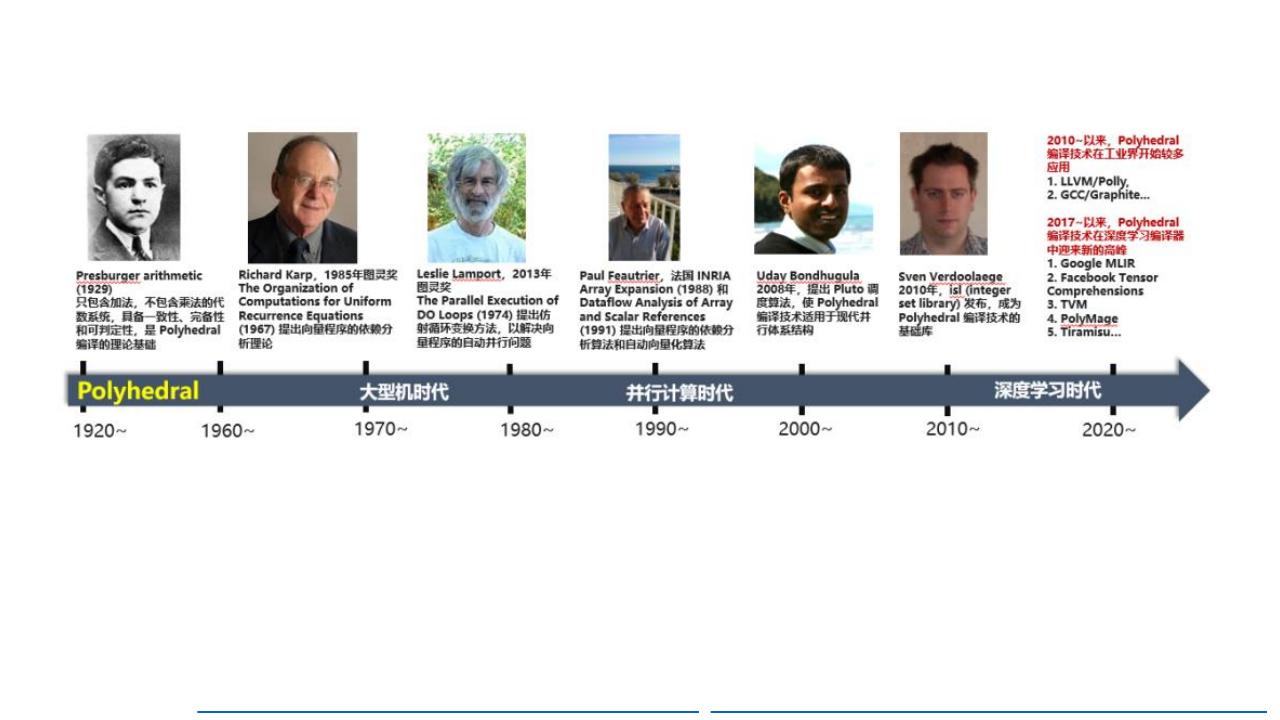 Presburger arithmetic
(1929)
只包含加法，不包含乘法的代
数系统，具备一致性、完备性
和可判定性，是 Polyhedral
编译的理论基础
Richard Karp，1985年图灵奖
The Organization of
Computations for Uniform
Recurrence Equations
(1967) 提出向量程序的依赖分
析理论
Leslie Lamport，2013年
图灵奖
The Parallel Execution of
DO Loops (1974) 提出仿
射循环变换方法，以解决向
量程序的自动并行问题
Paul Feautrier，法国 INRIA
Array Expansion (1988) 和
Dataflow Analysis of Array
and Scalar References
(1991) 提出向量程序的依赖分
析算法和自动向量化算法
Uday Bondhugula
2008年，提出 Pluto 调
度算法，使 Polyhedral
编译技术适用于现代并
行体系结构
Sven Verdoolaege
2010年，isl (integer
set library) 发布，成为
Polyhedral 编译技术的
基础库
2010~以来，Polyhedral
编译技术在工业界开始较多
应用
1. LLVM/Polly,
2. GCC/Graphite...
2017~以来，Polyhedral
编译技术在深度学习编译器
中迎来新的高峰
1. Google MLIR
2. Facebook Tensor
Comprehensions
3. TVM
4. PolyMage
5. Tiramisu...
Polyhedral
大型机时代
并行计算时代
深度学习时代
1920~
1960~
1970~
1980~
1990~
2000~
2010~
2020~